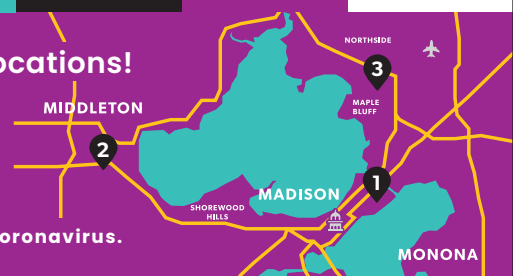 NORTHSIDE
ocations!
3
MIDDLETON
MAPLE
BLUFF
2
1
MADISON
SHOREWOOD
HILLS
oronavirus.
MONONA